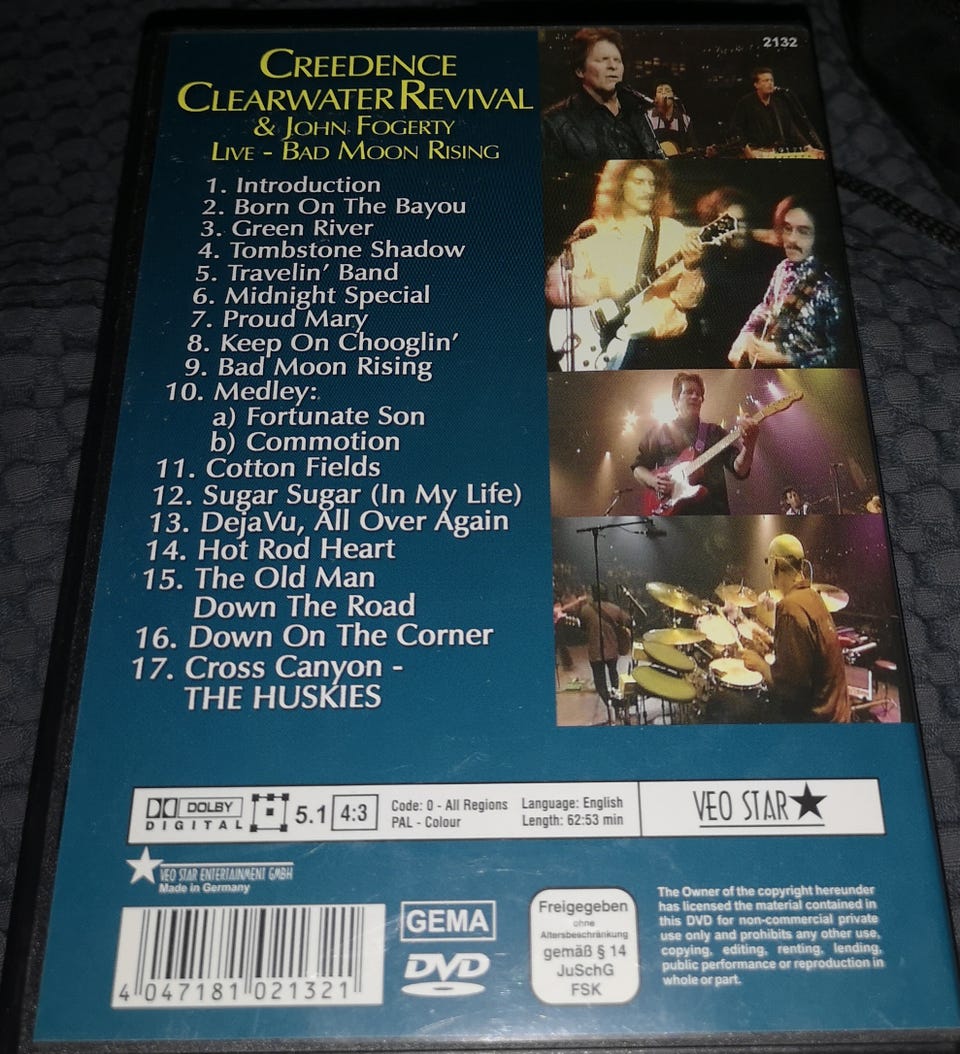 2132
CREEDENCE
CLEARWATER REVIVAL
& JOHN FOGERTY
LIVE - BAD MOON RISING
1. Introduction
2. Born On The Bayou
3. Green River
4. Tombstone Shadow
5. Travelin' Band
6. Midnight Special
7. Proud Mary
8. Keep On Chooglin'
9. Bad Moon Rising
10. Medley:
a) Fortunate Son
b) Commotion
11. Cotton Fields
12. Sugar Sugar (In My Life)
13. DejaVu, All Over Again
14. Hot Rod Heart
15. The Old Man
Down The Road
16. Down On The Corner
17. Cross Canyon -
THE HUSKIES
DOLBY
DIGITAL
5.1
4:3
Code: 0 - All Regions
PAL - Colour
Language: English
Length: 62:53 min
VEO STAR
VEO STAR ENTERTAINMENT GMBH
Made in Germany
4 047181 021321
GEMA
DVD
Freigegeben
ohne
Altersbeschränkung
gemäß § 14
JuSchG
FSK
The Owner of the copyright hereunder
has licensed the material contained in
this DVD for non-commercial private
use only and prohibits any other use,
copying, editing, renting, lending,
public performance or reproduction in
whole or part.